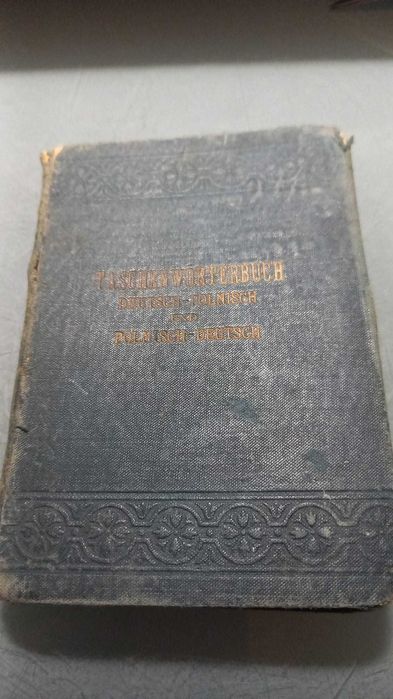 TASCHENWÖRTERBUCH
DEUTSCH-POLNISCH
UND
POLNISCH-DEUTSCH